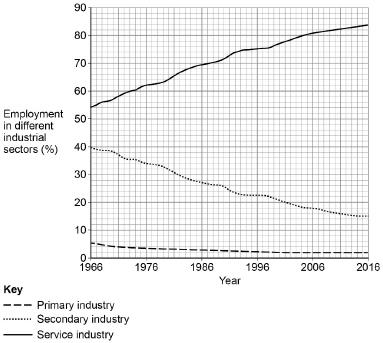 90
80
70
60
50
40
30
20
10
0
Employment
in different
industrial
sectors (%)
1966 1976 1986 1996 2006 2016
Year
Key
Primary industry
Secondary industry
Service industry